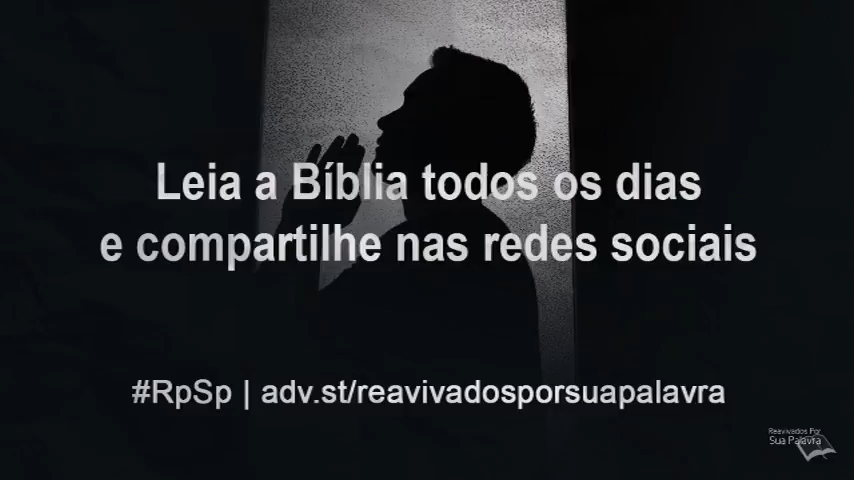 Leia a Bíblia todos os dias
e compartilhe nas redes sociais
#RpSp | adv.st/reavivadosporsuapalavra
Reavivados Por
Sua Palavra